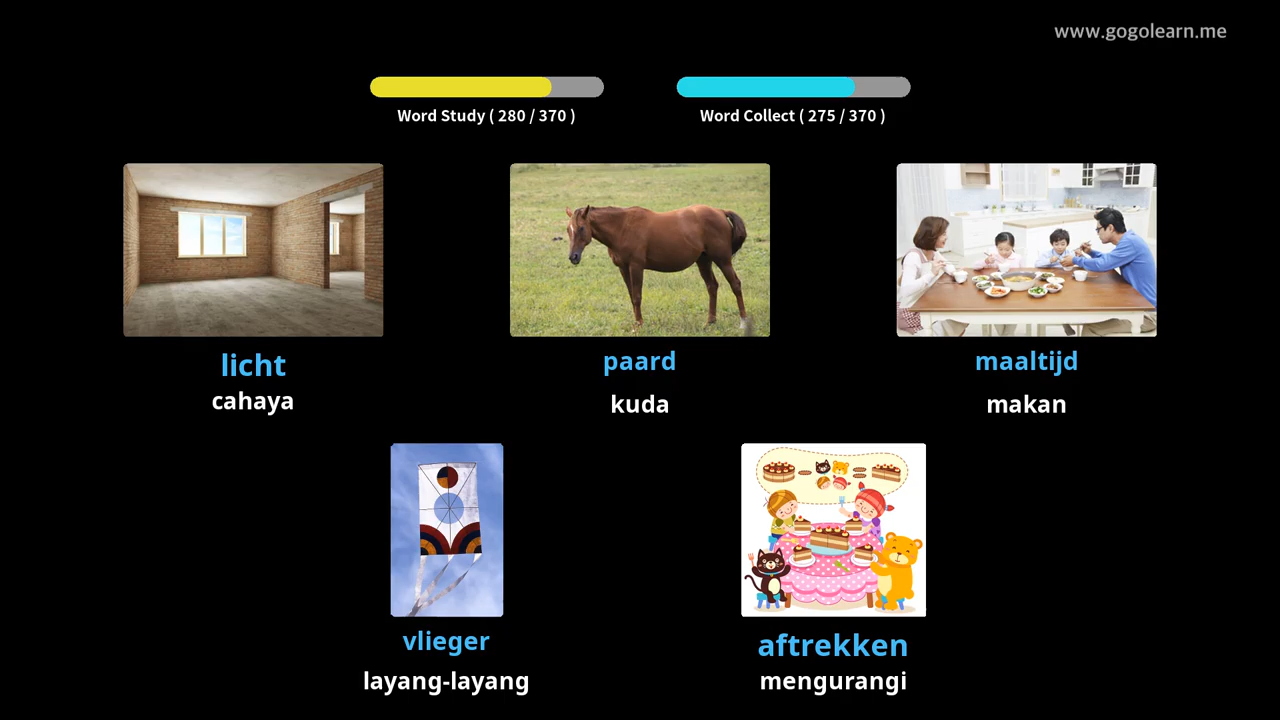 www.gogolearn.me
Word Study ( 280 / 370 )
Word Collect ( 275 / 370 )
licht
cahaya
paard
kuda
maaltijd
makan
vlieger
layang-layang
aftrekken
mengurangi